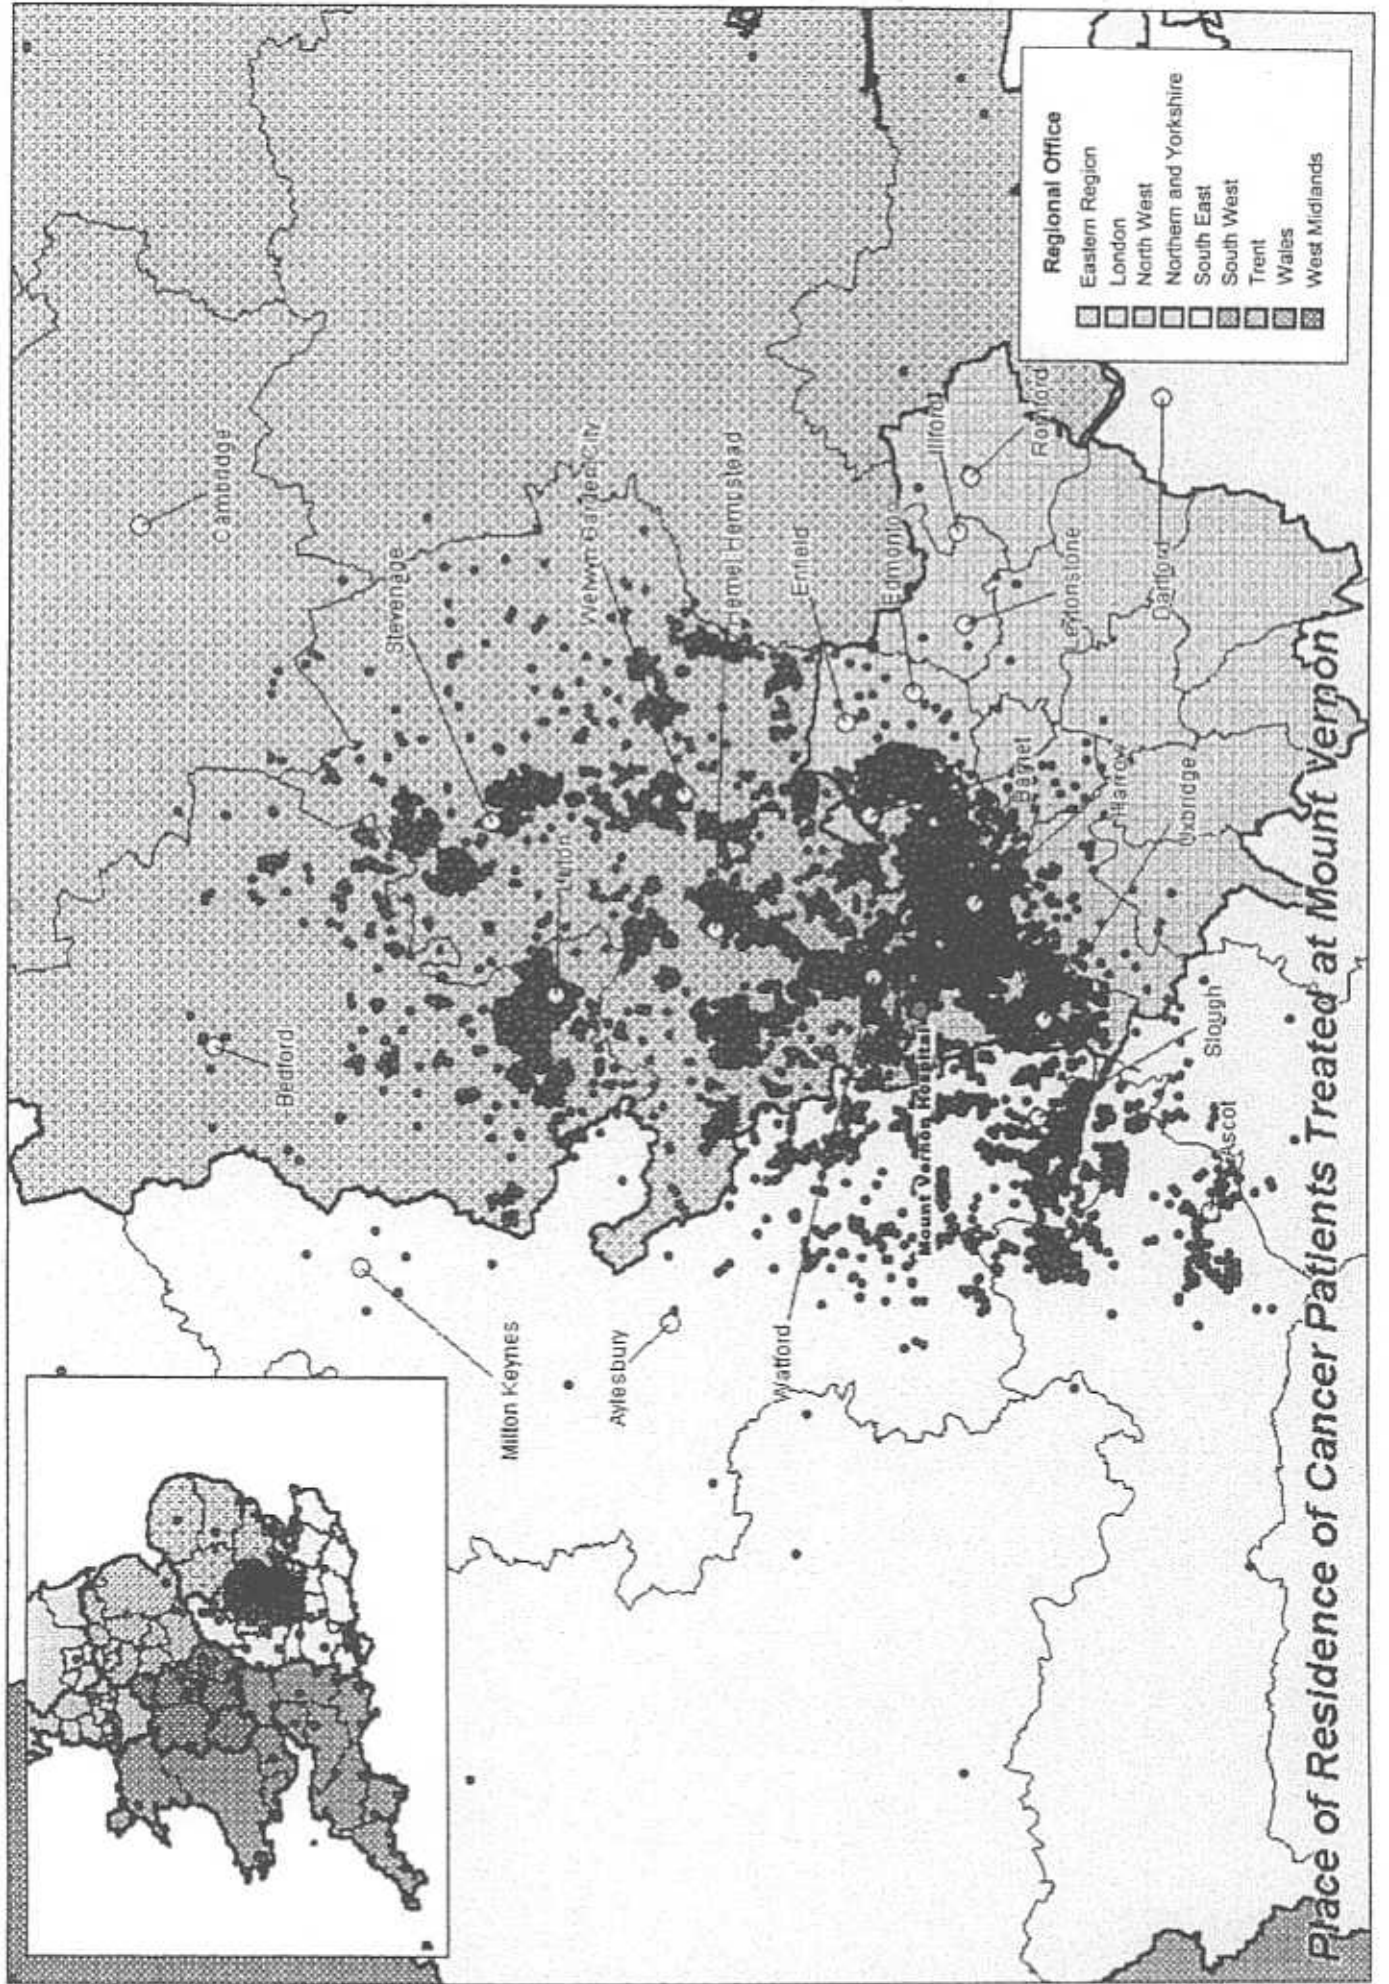 Place of Residence of Cancer Patients Treated at Mount Vernon
Regional Office
Eastern Region
London
North West
Northern and Yorkshire
South East
South West
Trent
Wales
West Midlands
Cambridge
Bedford
Stevenage
Milton Keynes
Luton
Welwyn Garden City
Aylesbury
Hemel Hempstead
Watford
Enfield
Edmonton
Mount Vernon Hospital
Illford
Romford
Barnet
Leytonstone
Harrow
Dartford
Uxbridge
Slough
Ascot